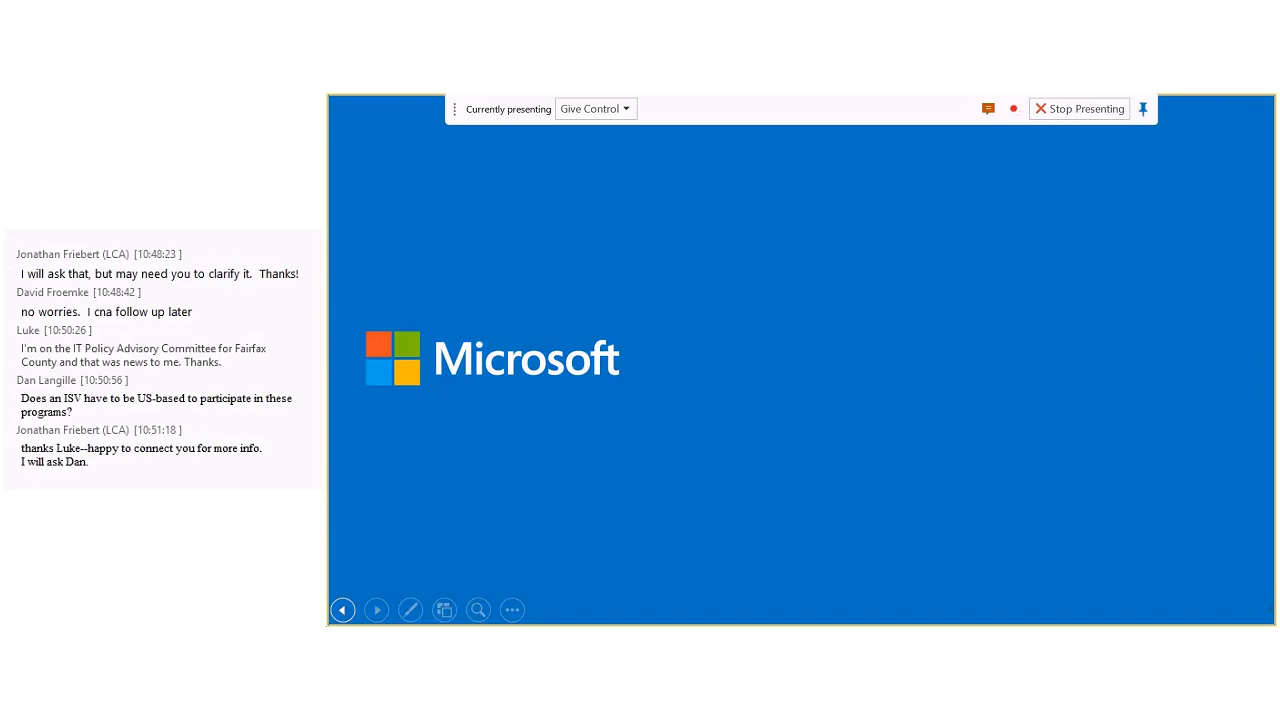 Currently presenting Give Control Stop Presenting
Jonathan Friebert (LCA) [10:48:23 ]
I will ask that, but may need you to clarify it.  Thanks!
David Froemke [10:48:42 ]
no worries.  I cna follow up later
Luke [10:50:26 ]
I'm on the IT Policy Advisory Committee for Fairfax
County and that was news to me. Thanks.
Dan Langille [10:50:56 ]
Does an ISV have to be US-based to participate in these
programs?
Jonathan Friebert (LCA) [10:51:18 ]
thanks Luke--happy to connect you for more info.
I will ask Dan.
Microsoft